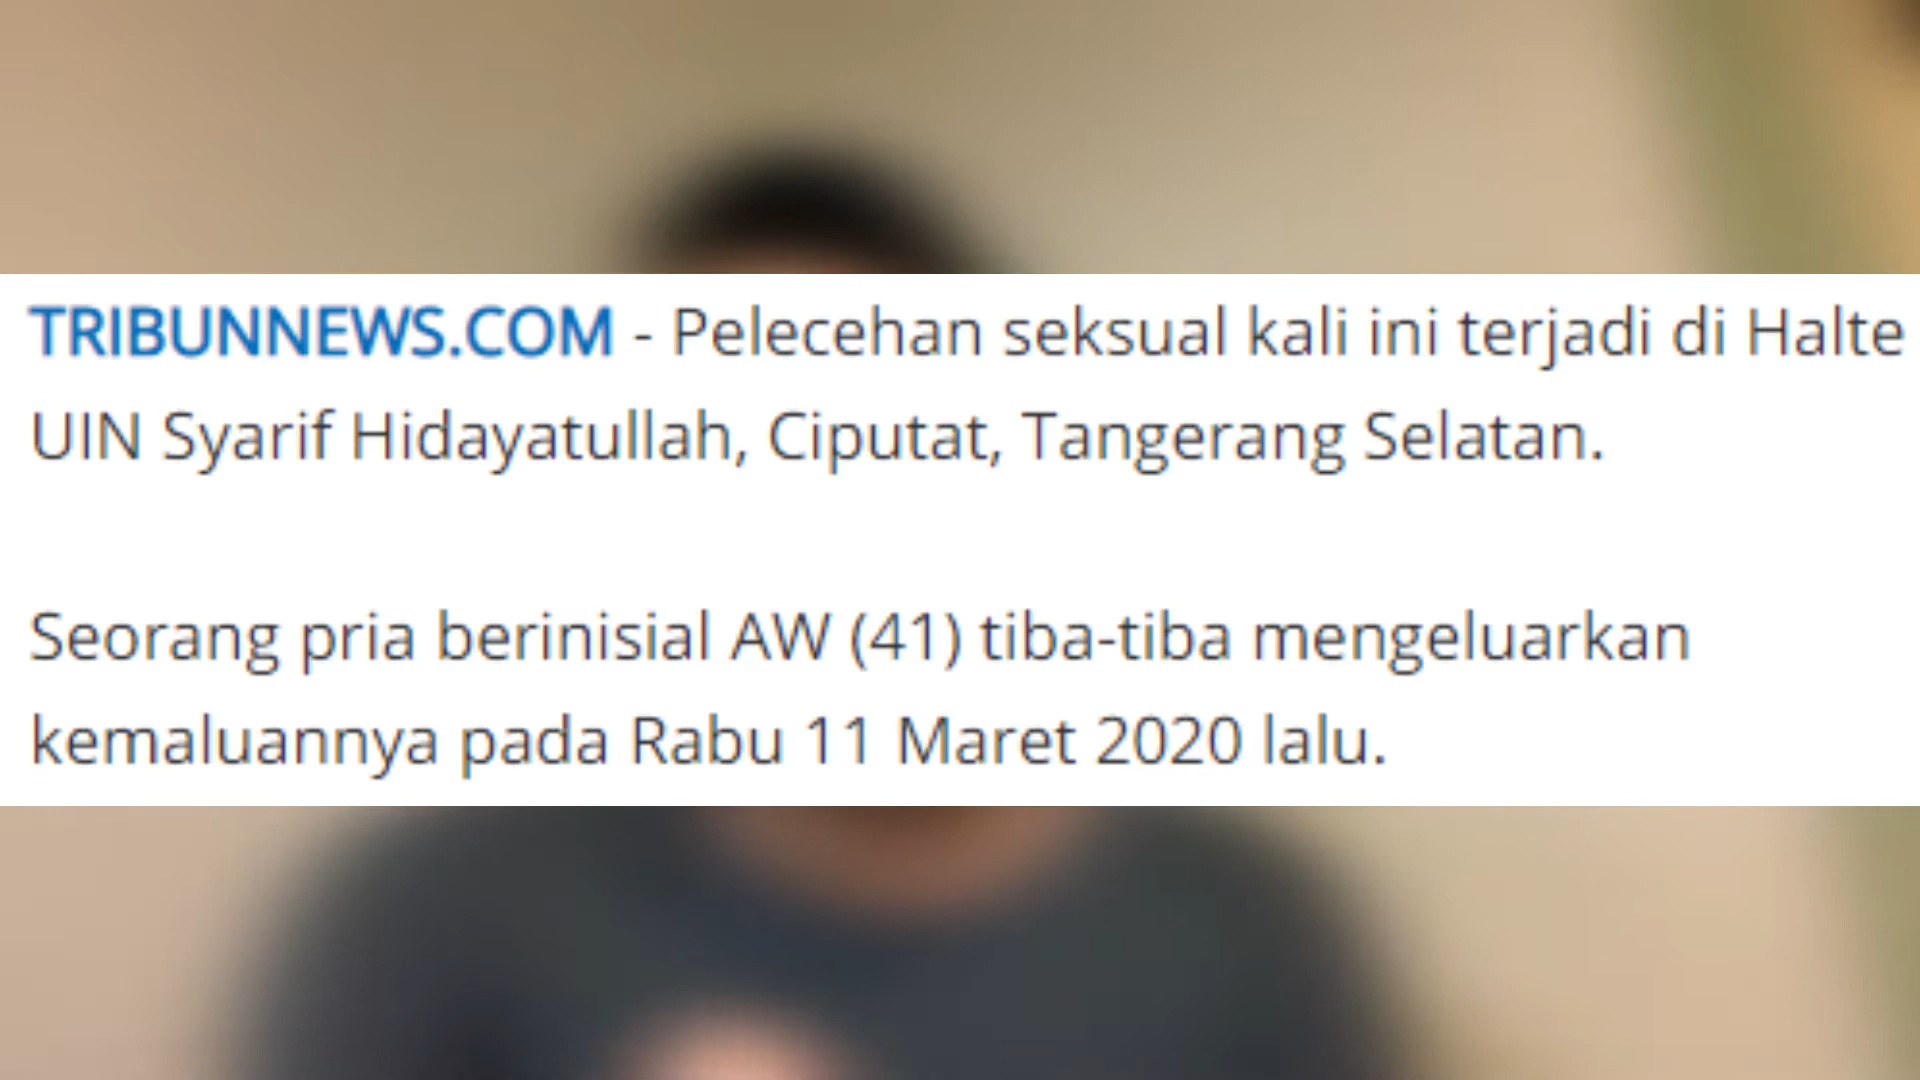 TRIBUNNEWS.COM - Pelecehan seksual kali ini terjadi di Halte
UIN Syarif Hidayatullah, Ciputat, Tangerang Selatan.
Seorang pria berinisial AW (41) tiba-tiba mengeluarkan
kemaluannya pada Rabu 11 Maret 2020 lalu.